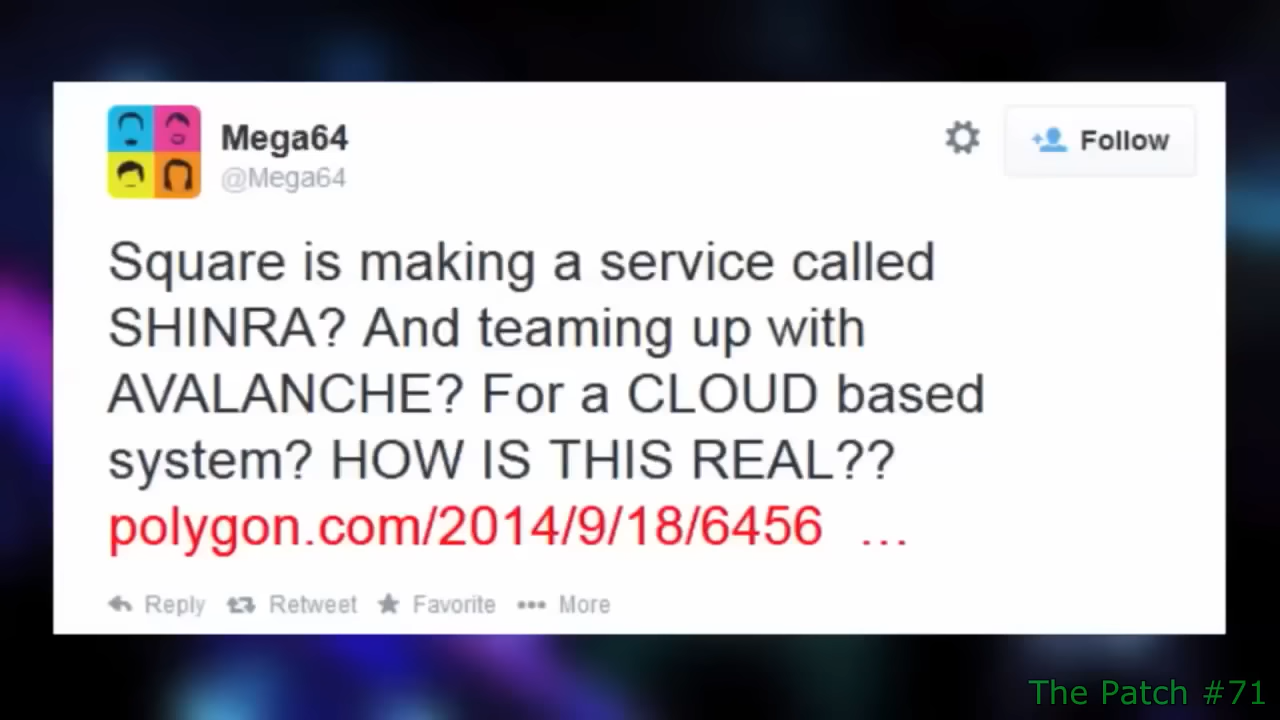 Mega64
@Mega64
Follow
Square is making a service called
SHINRA? And teaming up with
AVALANCHE? For a CLOUD based
system? HOW IS THIS REAL??
polygon.com/2014/9/18/6456 ...
Reply Retweet Favorite More
The Patch #71